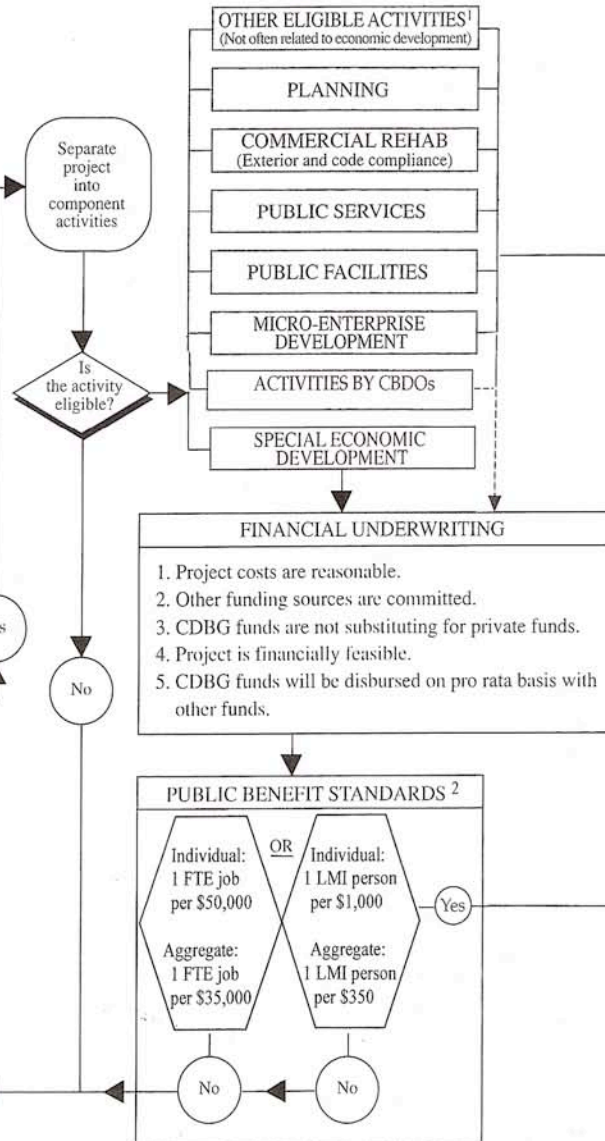 OTHER ELIGIBLE ACTIVITIES1
(Not often related to economic development)
PLANNING
COMMERCIAL REHAB
(Exterior and code compliance)
PUBLIC SERVICES
PUBLIC FACILITIES
MICRO-ENTERPRISE
DEVELOPMENT
ACTIVITIES BY CBDOs
SPECIAL ECONOMIC
DEVELOPMENT
Separate
project
into
component
activities
Is
the activity
eligible?
No
s
FINANCIAL UNDERWRITING
1. Project costs are reasonable.
2. Other funding sources are committed.
3. CDBG funds are not substituting for private funds.
4. Project is financially feasible.
5. CDBG funds will be disbursed on pro rata basis with
other funds.
PUBLIC BENEFIT STANDARDS 2
Individual:
1 FTE job
per $50,000
Aggregate:
1 FTE job
per $35,000
OR
Individual:
1 LMI person
per $1,000
Aggregate:
1 LMI person
per $350
Yes
No
No